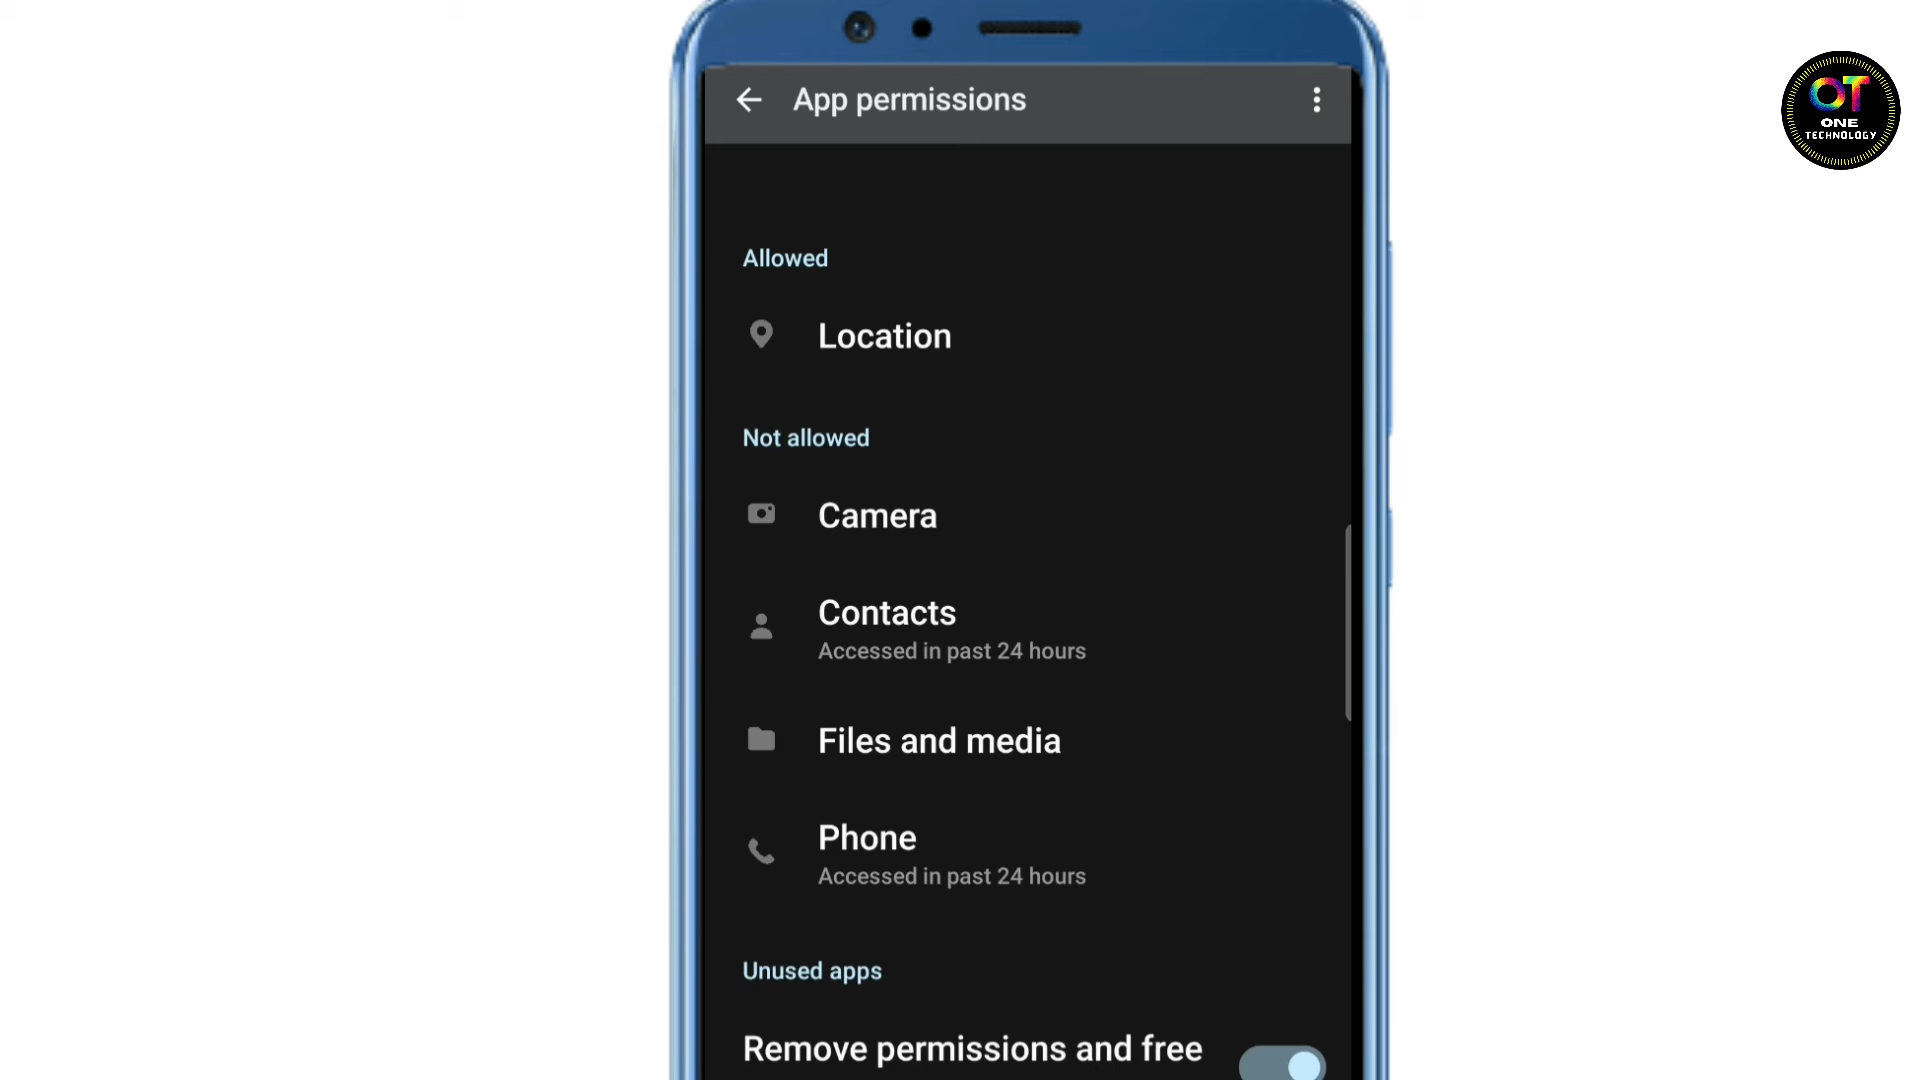 App permissions
OT
ONE
TECHNOLOGY
Allowed
Location
Not allowed
Camera
Contacts
Accessed in past 24 hours
Files and media
Phone
Accessed in past 24 hours
Unused apps
Remove permissions and free